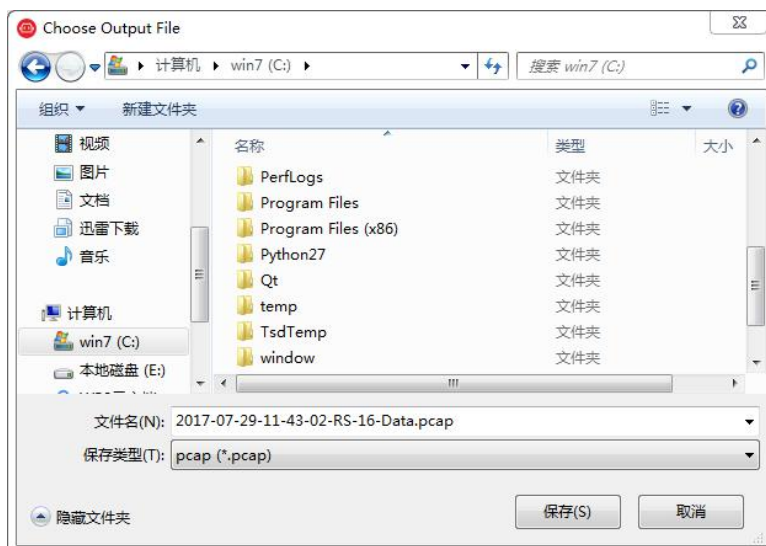 Choose Output File
计算机 win7 (C:)
搜索 win7 (C:)
组织 新建文件夹
视频
图片
文档
迅雷下载
音乐
计算机
win7 (C:)
本地磁盘 (E:)
名称 类型 大小
PerfLogs 文件夹
Program Files 文件夹
Program Files (x86) 文件夹
Python27 文件夹
Qt 文件夹
temp 文件夹
TsdTemp 文件夹
window 文件夹
文件名(N): 2017-07-29-11-43-02-RS-16-Data.pcap
保存类型(T): pcap (*.pcap)
隐藏文件夹 保存(S) 取消